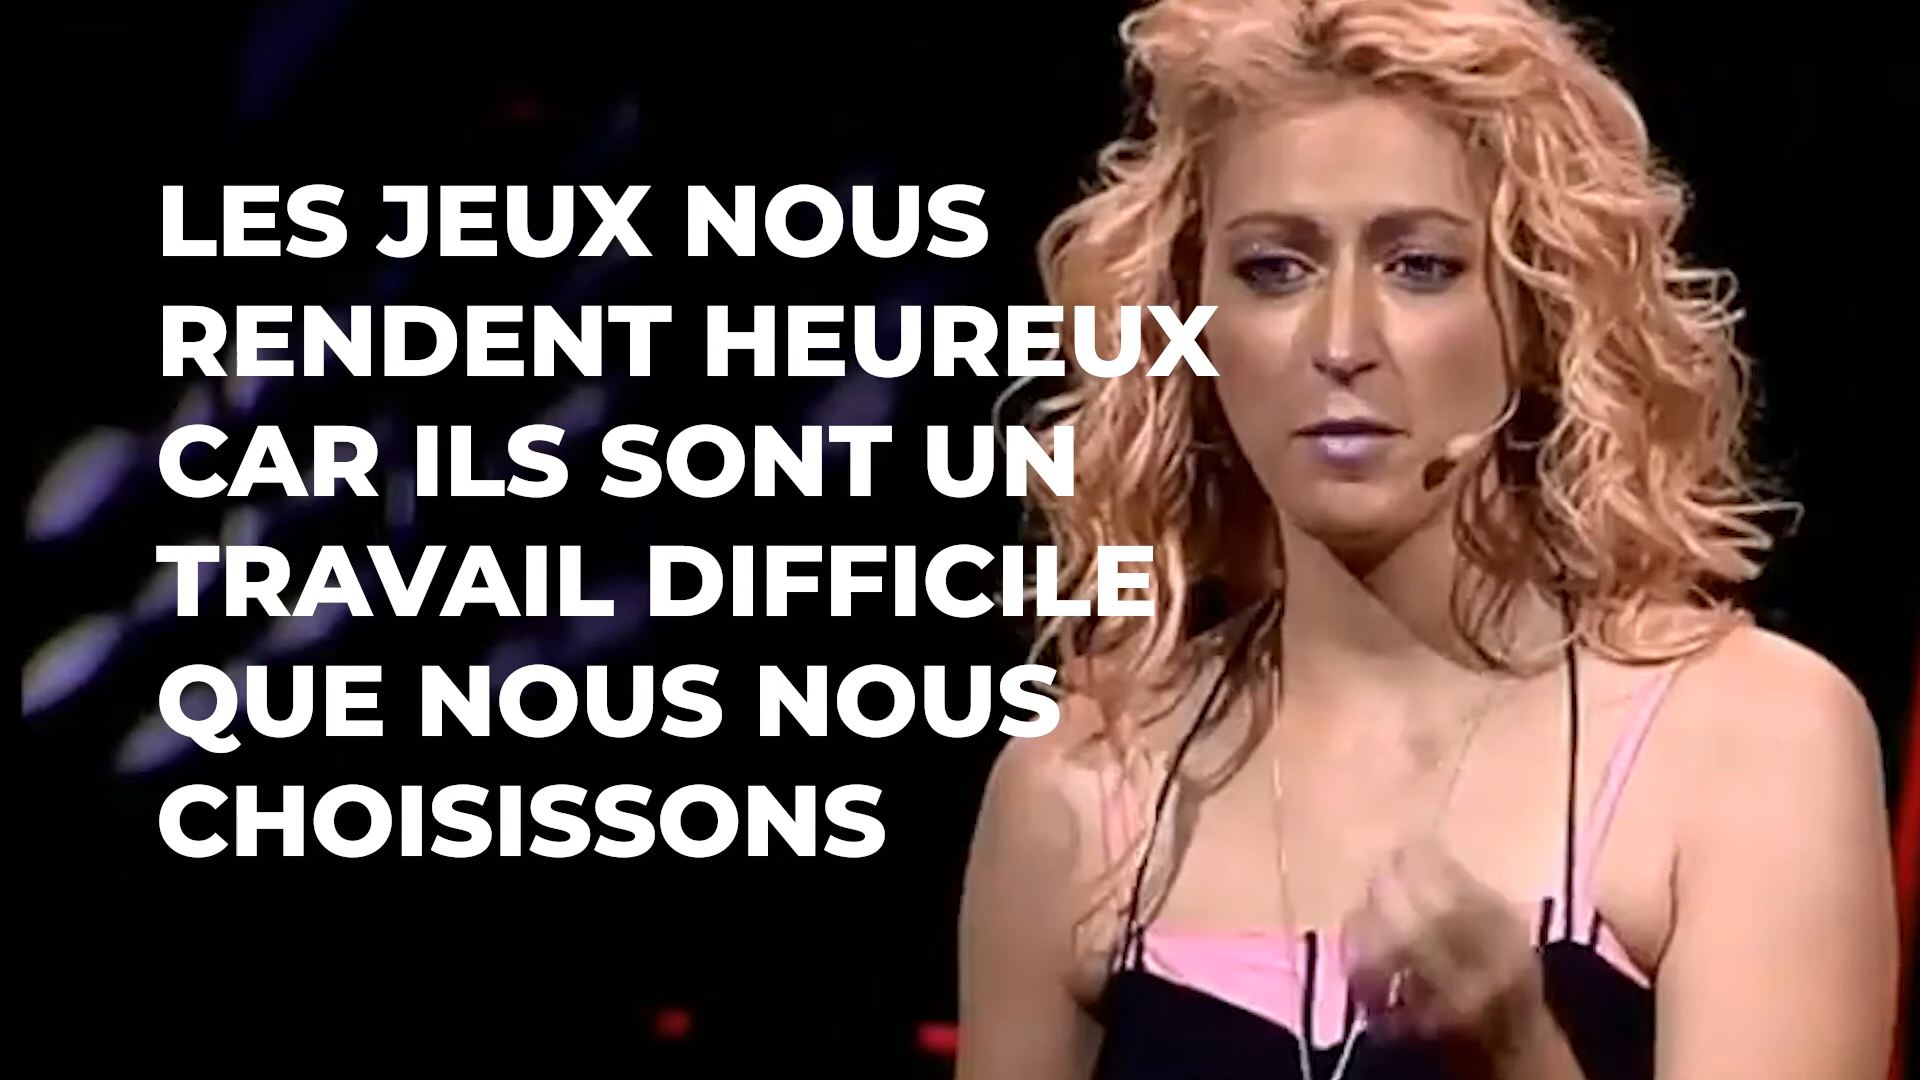 LES JEUX NOUS
RENDENT HEUREUX
CAR ILS SONT UN
TRAVAIL DIFFICILE
QUE NOUS NOUS
CHOISISSONS